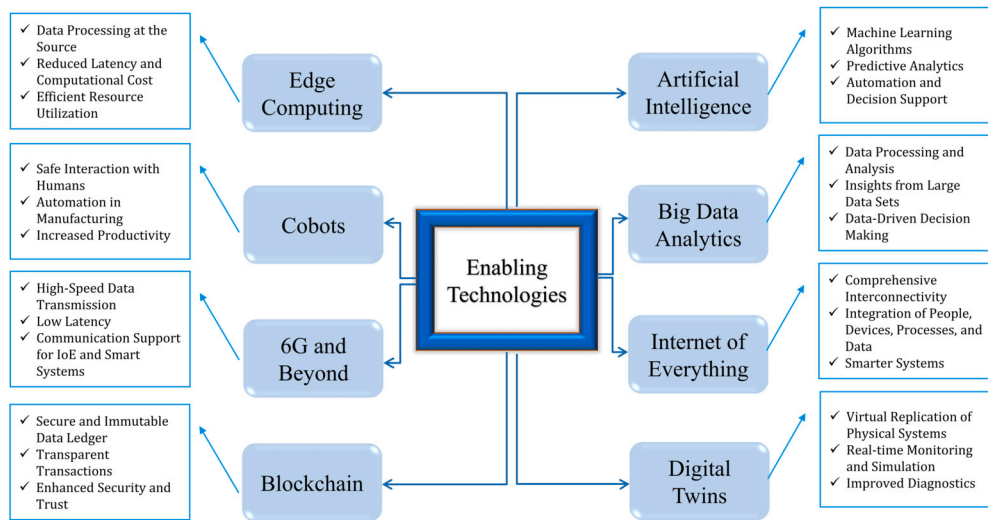 ✓ Data Processing at the
Source
✓ Reduced Latency and
Computational Cost
✓ Efficient Resource
Utilization
Edge
Computing
Artificial
Intelligence
✓ Machine Learning
Algorithms
✓ Predictive Analytics
✓ Automation and
Decision Support
✓ Safe Interaction with
Humans
✓ Automation in
Manufacturing
✓ Increased Productivity
Cobots
Big Data
Analytics
✓ Data Processing and
Analysis
✓ Insights from Large
Data Sets
✓ Data-Driven Decision
Making
Enabling
Technologies
✓ High-Speed Data
Transmission
✓ Low Latency
✓ Communication Support
for IoE and Smart
Systems
6G and
Beyond
Internet of
Everything
✓ Comprehensive
Interconnectivity
✓ Integration of People,
Devices, Processes, and
Data
✓ Smarter Systems
✓ Secure and Immutable
Data Ledger
✓ Transparent
Transactions
✓ Enhanced Security and
Trust
Blockchain
Digital
Twins
✓ Virtual Replication of
Physical Systems
✓ Real-time Monitoring
and Simulation
✓ Improved Diagnostics